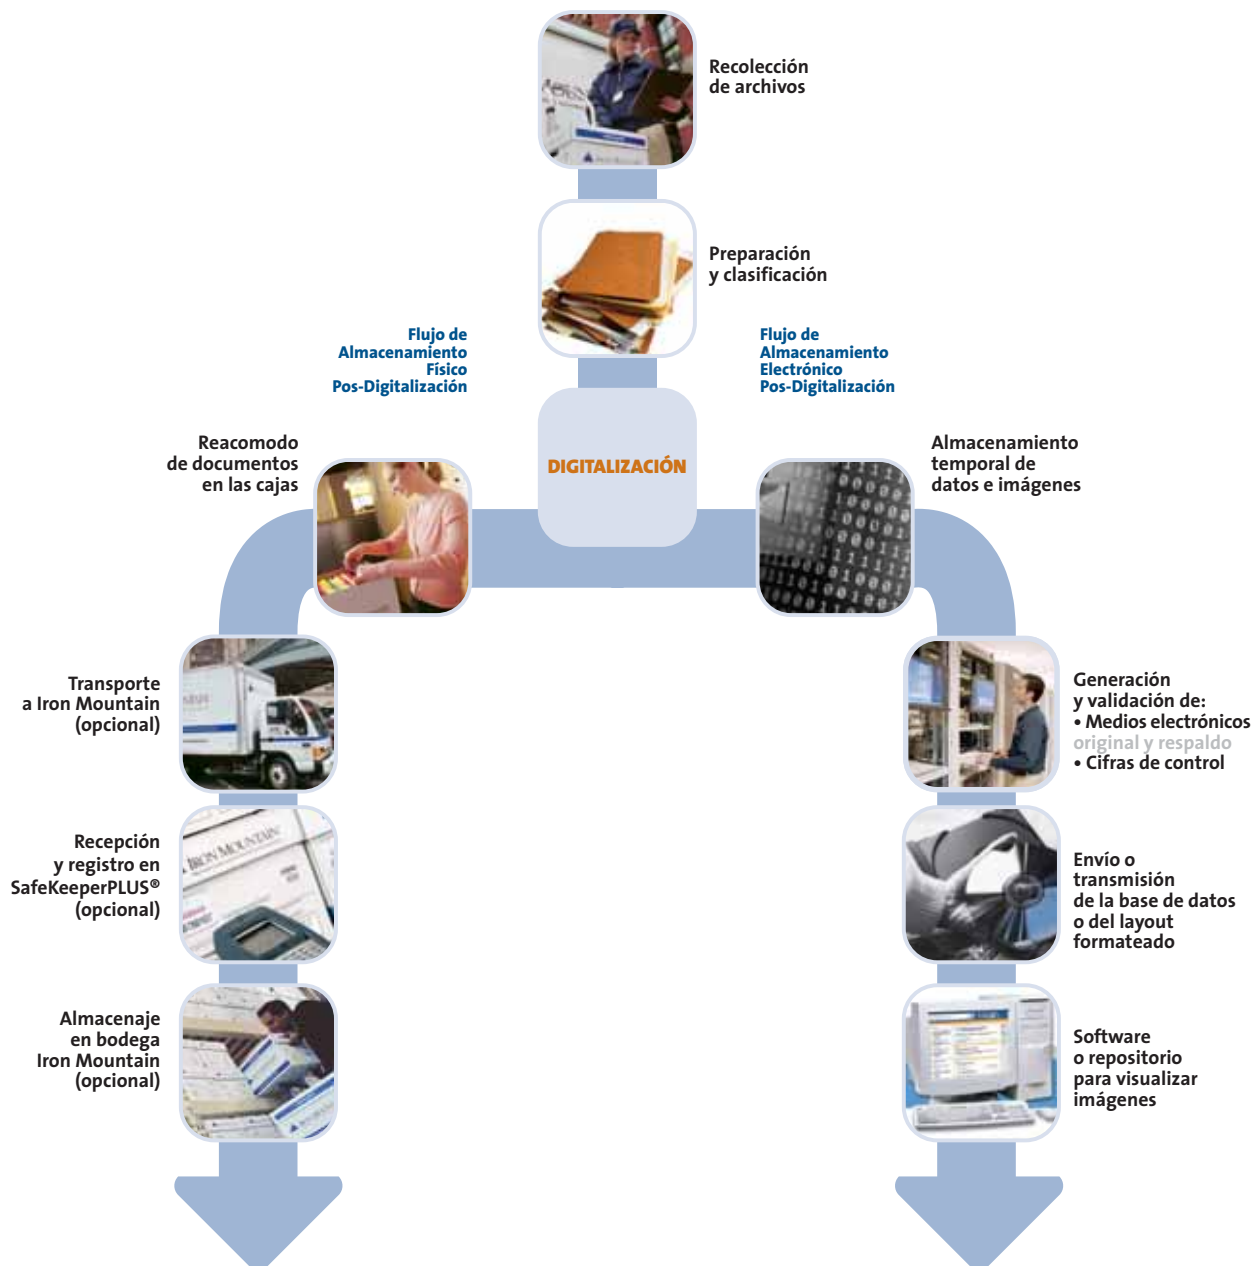 Recolección
de archivos
Preparación
y clasificación
Flujo de
Almacenamiento
Físico
Pos-Digitalización
Flujo de
Almacenamiento
Electrónico
Pos-Digitalización
DIGITALIZACIÓN
Reacomodo
de documentos
en las cajas
Almacenamiento
temporal de
datos e imágenes
Transporte
a Iron Mountain
(opcional)
Generación
y validación de:
• Medios electrónicos
original y respaldo
• Cifras de control
Recepción
y registro en
SafeKeeperPLUS®
(opcional)
IRON MOUNTAIN
Envío o
transmisión
de la base de datos
o del layout
formateado
Almacenaje
en bodega
Iron Mountain
(opcional)
Software
o repositorio
para visualizar
imágenes